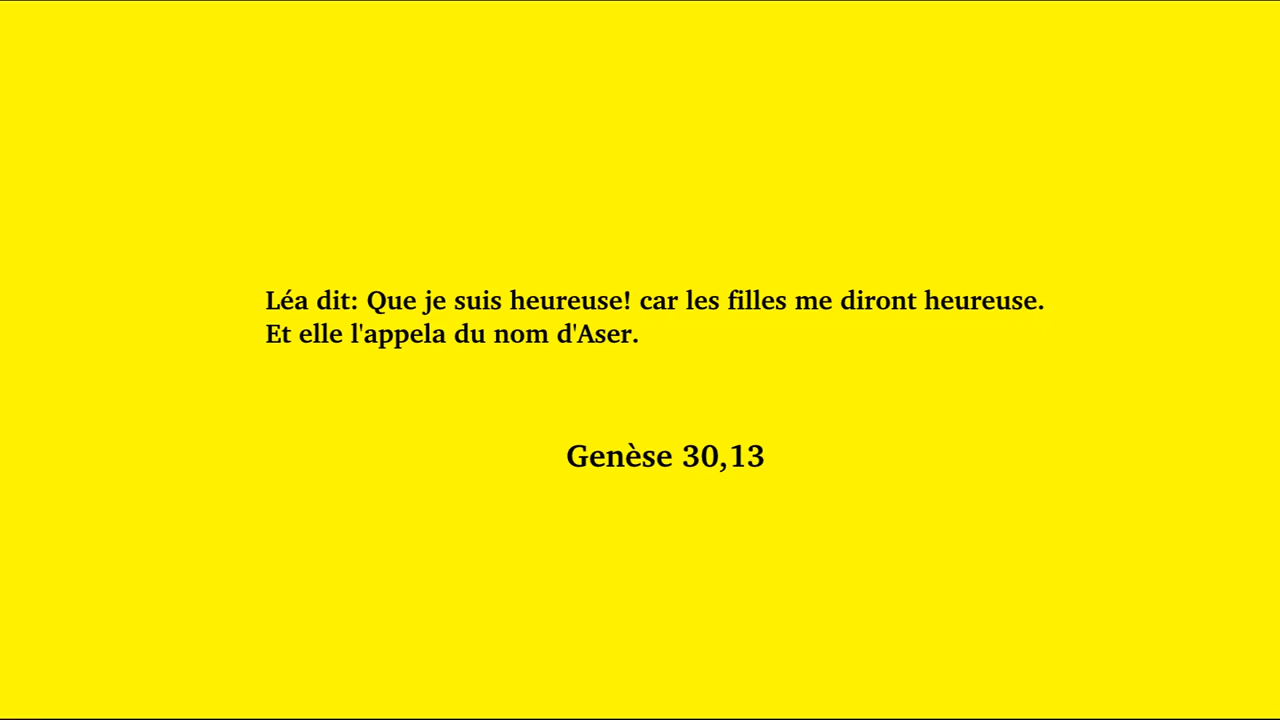 Léa dit: Que je suis heureuse! car les filles me diront heureuse.
Et elle l'appela du nom d'Aser.
Genèse 30,13